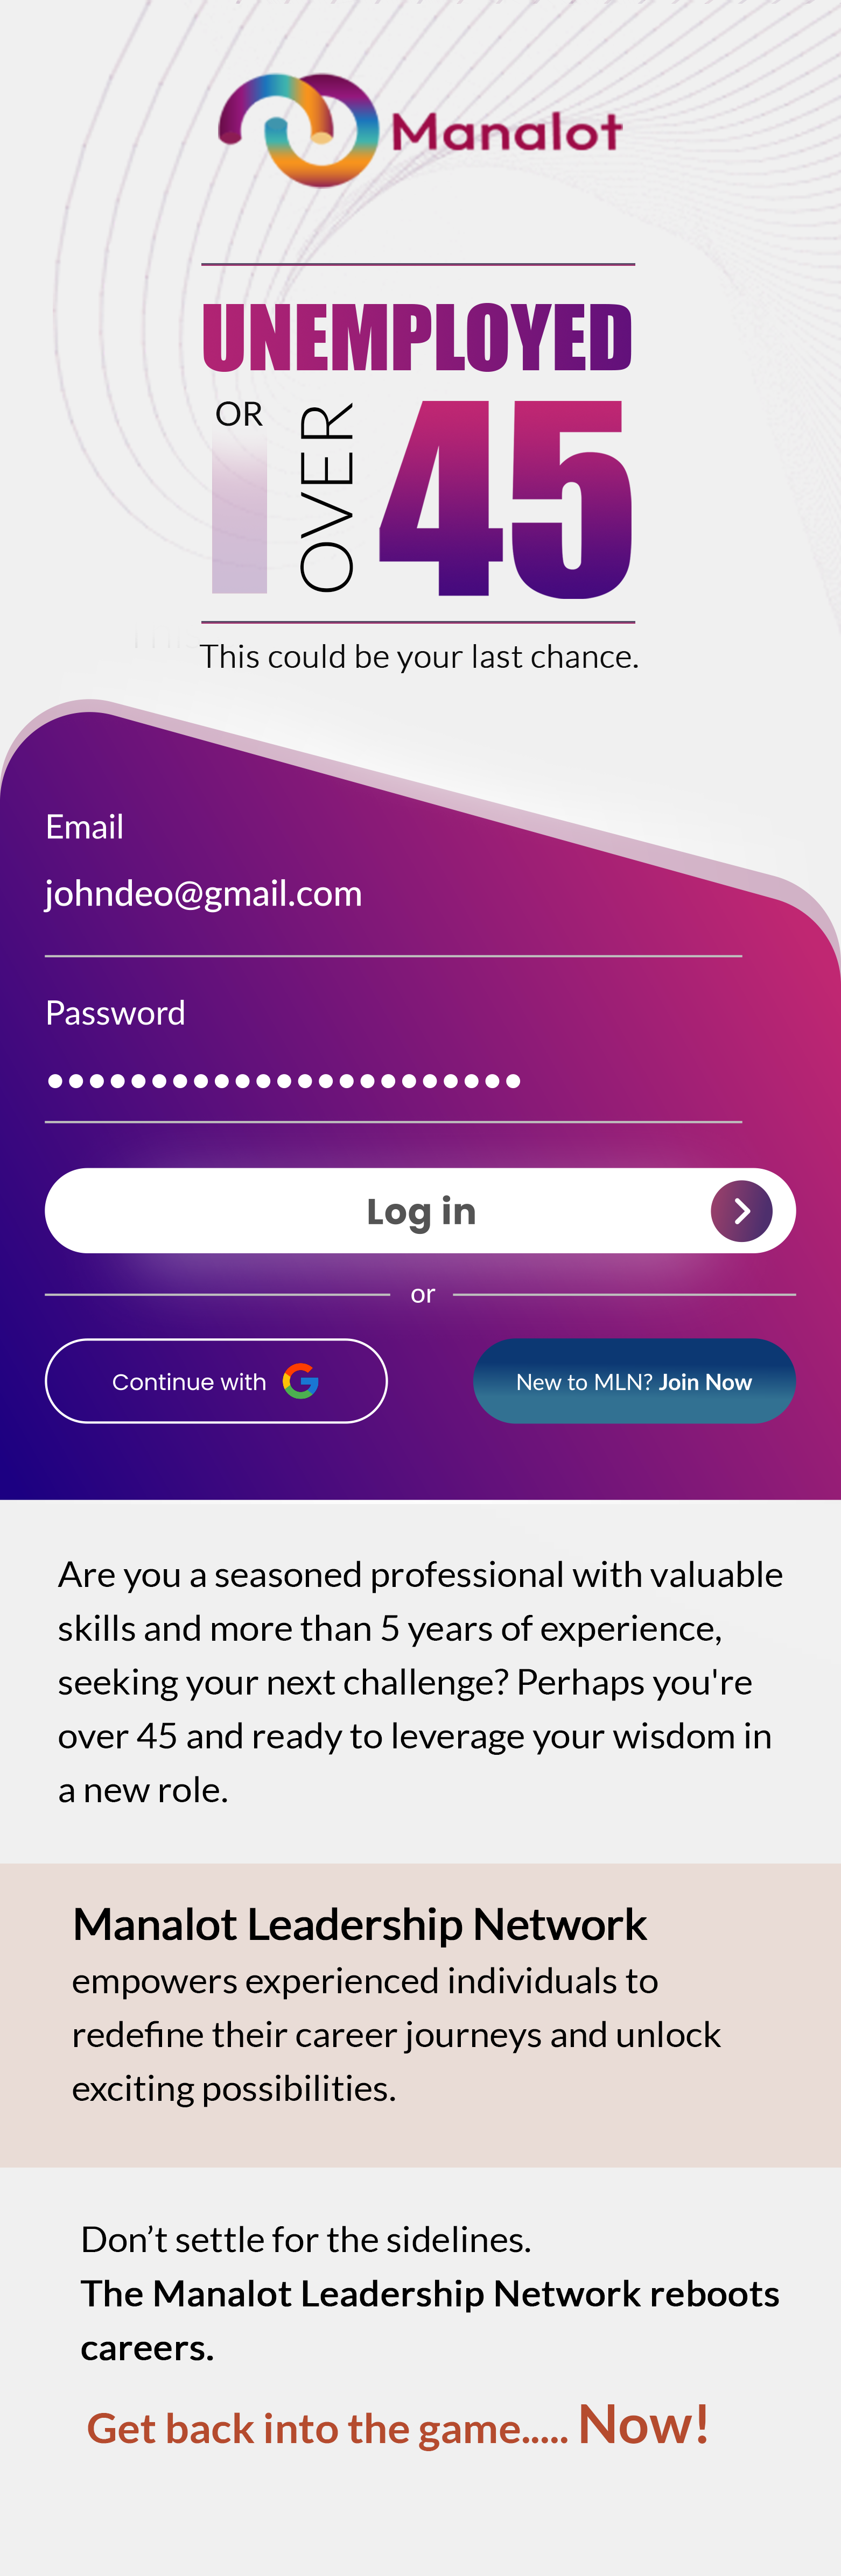 Manalot
UNEMPLOYED
OR
OVER
45
This could be your last chance.
Email
johndeo@gmail.com
Password
Log in
or
Continue with G
New to MLN? Join Now
Are you a seasoned professional with valuable
skills and more than 5 years of experience,
seeking your next challenge? Perhaps you're
over 45 and ready to leverage your wisdom in
a new role.
Manalot Leadership Network
empowers experienced individuals to
redefine their career journeys and unlock
exciting possibilities.
Don’t settle for the sidelines.
The Manalot Leadership Network reboots
careers.
Get back into the game..... Now!